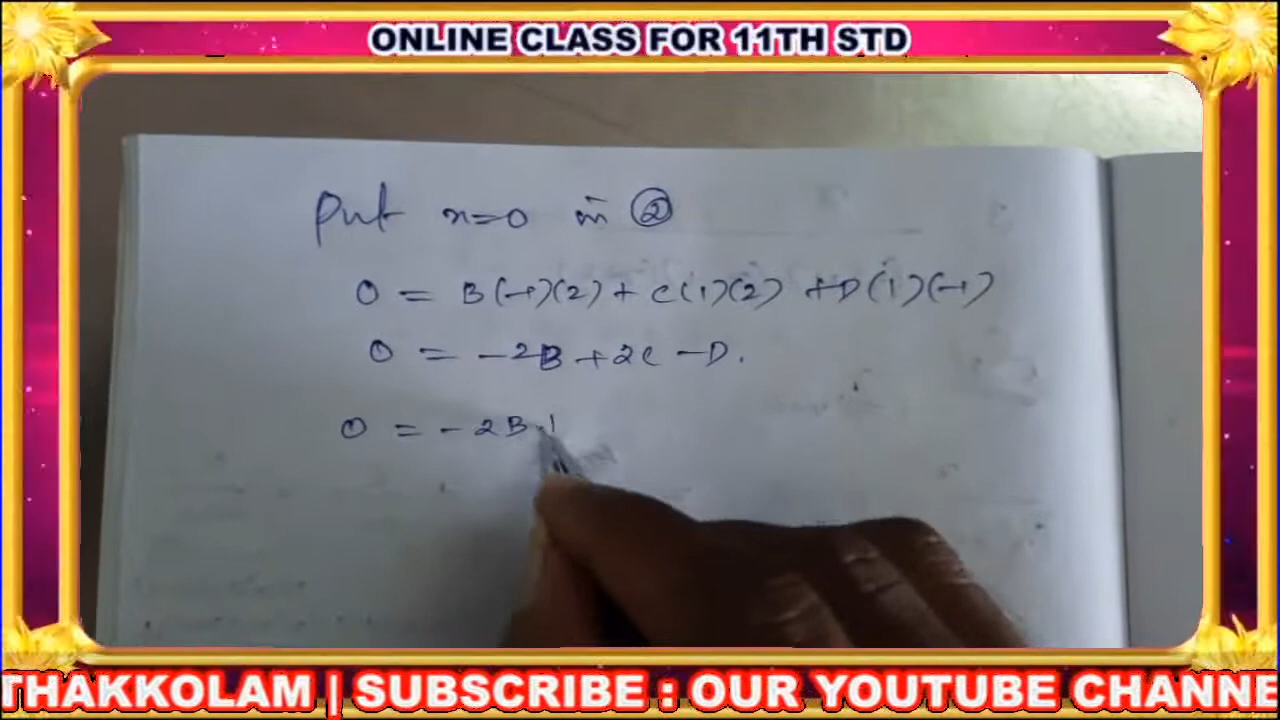 ONLINE CLASS FOR 11TH STD
Put x=0 in ②
0 = B(-1)(2) + C(1)(2) + D(1)(-1)
0 = -2B + 2C - D.
0 = -2B +
THAKKOLAM | SUBSCRIBE : OUR YOUTUBE CHANNE